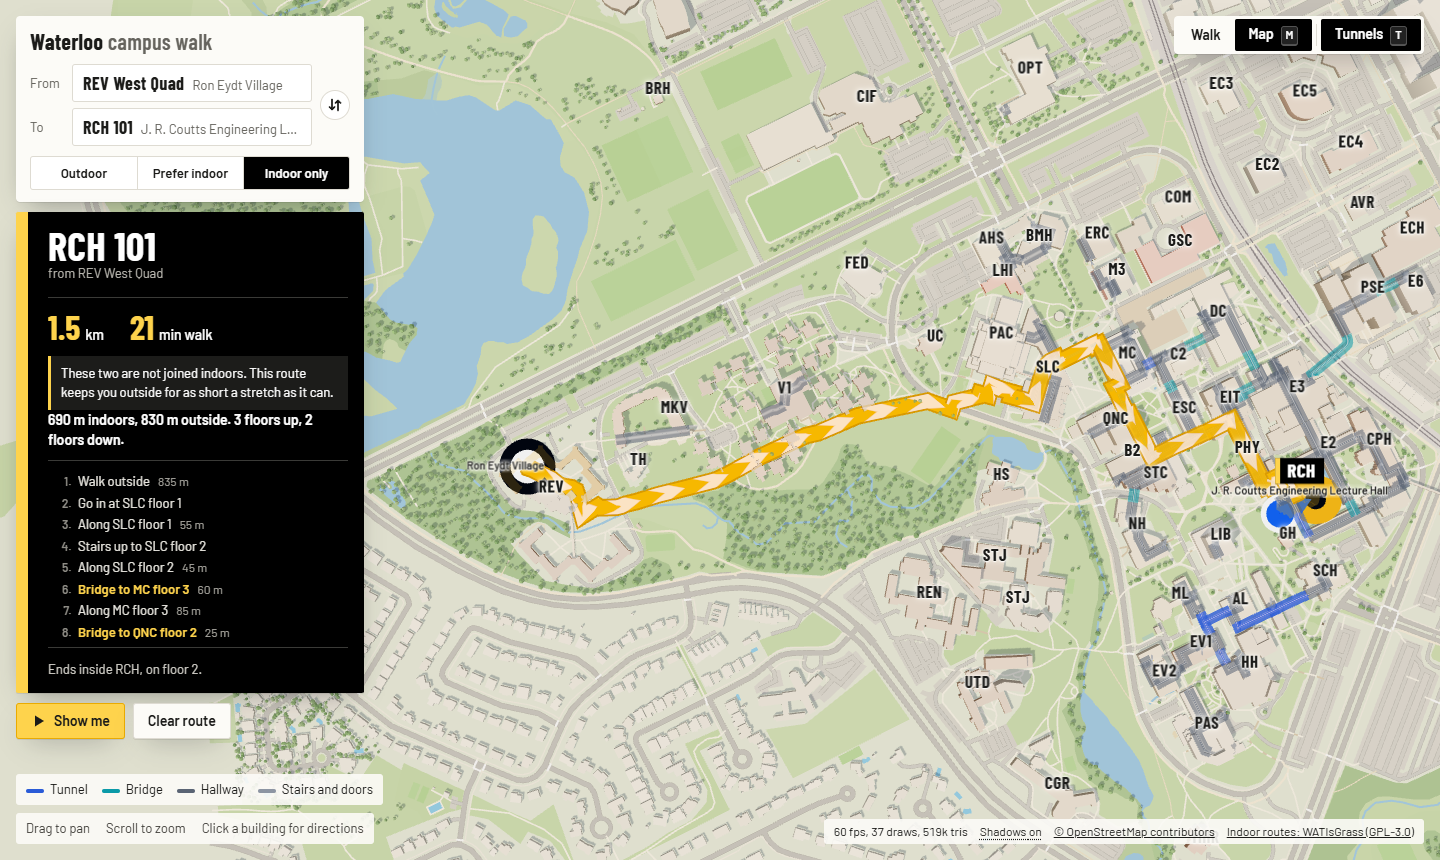 Waterloo campus walk
From
REV West Quad Ron Eydt Village
To
RCH 101 J. R. Coutts Engineering L...
Outdoor
Prefer indoor
Indoor only
RCH 101
from REV West Quad
1.5 km 21 min walk
These two are not joined indoors. This route
keeps you outside for as short a stretch as it can.
690 m indoors, 830 m outside. 3 floors up, 2
floors down.
1. Walk outside 835 m
2. Go in at SLC floor 1
3. Along SLC floor 1 55 m
4. Stairs up to SLC floor 2
5. Along SLC floor 2 45 m
6. Bridge to MC floor 3 60 m
7. Along MC floor 3 85 m
8. Bridge to QNC floor 2 25 m
Ends inside RCH, on floor 2.
Show me
Clear route
Tunnel
Bridge
Hallway
Stairs and doors
Drag to pan
Scroll to zoom
Click a building for directions
Walk
Map M
Tunnels T
BRH
CIF
OPT
EC3
EC5
EC4
EC2
COM
AVR
ECH
AHS
BMH
ERC
GSC
LHI
M3
FED
PSE
E6
DC
UC
PAC
SLC
MC
C2
E3
V1
MKV
EIT
ESC
QNC
E2
CPH
TH
B2
PHY
Ron Eydt Village
REV
HS
STC
RCH
J. R. Coutts Engineering Lecture Hall
NH
LIB
GH
STJ
SCH
REN
STJ
ML
AL
EV1
HH
EV2
UTD
PAS
CGR
60 fps, 37 draws, 519k tris
Shadows on
© OpenStreetMap contributors
Indoor routes: WATIsGrass (GPL-3.0)